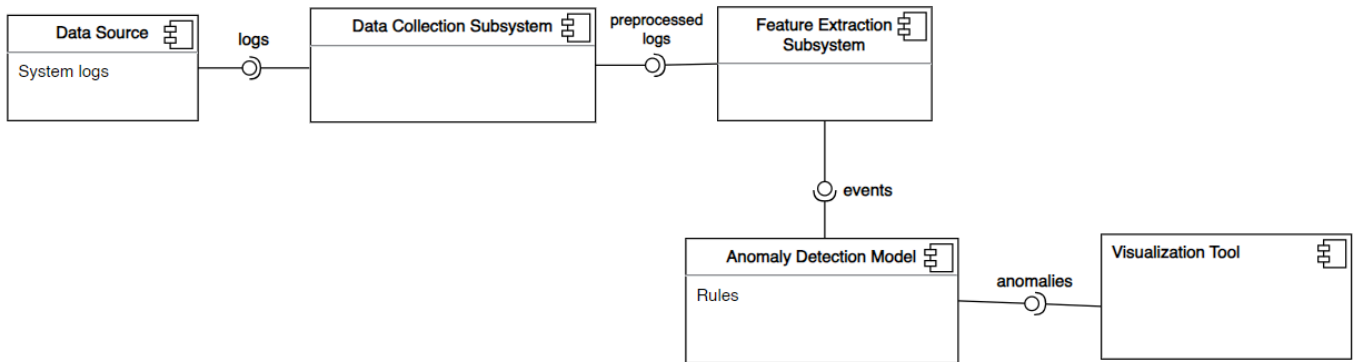 Data Source
System logs
logs
Data Collection Subsystem
preprocessed
logs
Feature Extraction
Subsystem
events
Anomaly Detection Model
Rules
anomalies
Visualization Tool